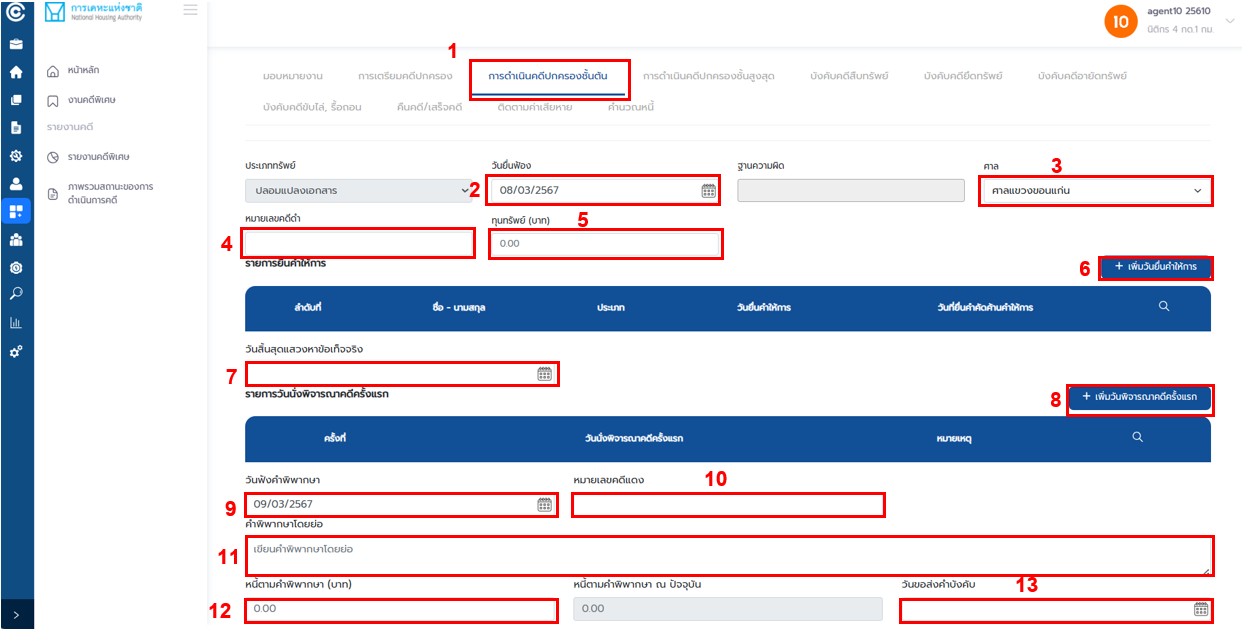 การเคหะแห่งชาติ
National Housing Authority
agent10 25610
10
นิติกร 4 กด.1 กม.
1
หน้าหลัก
งานคดีพิเศษ
รายงานคดี
รายงานคดีพิเศษ
ภาพรวมสถานะของการ
ดำเนินการคดี
มอบหมายงาน การเตรียมคดีปกครอง การดำเนินคดีปกครองชั้นต้น การดำเนินคดีปกครองชั้นสูงสุด บังคับคดีสืบทรัพย์ บังคับคดียึดทรัพย์ บังคับคดีอายัดทรัพย์
บังคับคดีขับไล่, รื้อถอน คืนคดี/เสร็จคดี ติดตามค่าเสียหาย คำนวณหนี้
ประเภททรัพย์ วันยื่นฟ้อง ฐานความผิด ศาล 3
ปลอมแปลงเอกสาร 2 08/03/2567 ศาลแขวงขอนแก่น
หมายเลขคดีดำ ทุนทรัพย์ (บาท) 5
4 0.00
รายการยื่นคำให้การ 6 + เพิ่มวันยื่นคำให้การ
ลำดับที่ ชื่อ - นามสกุล ประเภท วันยื่นคำให้การ วันที่ยื่นคำคัดค้านคำให้การ
วันสิ้นสุดแสวงหาข้อเท็จจริง
7
รายการวันนั่งพิจารณาคดีครั้งแรก 8 + เพิ่มวันพิจารณาคดีครั้งแรก
ครั้งที่ วันนั่งพิจารณาคดีครั้งแรก หมายเหตุ
วันฟังคำพิพากษา หมายเลขคดีแดง 10
9 09/03/2567
คำพิพากษาโดยย่อ
11 เขียนคำพิพากษาโดยย่อ
หนี้ตามคำพิพากษา (บาท) หนี้ตามคำพิพากษา ณ ปัจจุบัน วันขอส่งคำบังคับ 13
12 0.00 0.00